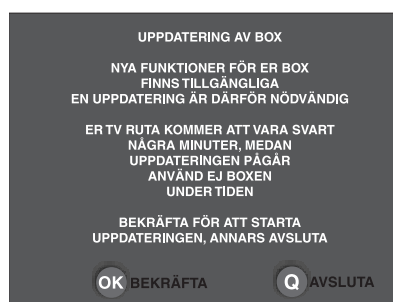 UPPDATERING AV BOX
NYA FUNKTIONER FÖR ER BOX
FINNS TILLGÄNGLIGA
EN UPPDATERING ÄR DÄRFÖR NÖDVÄNDIG
ER TV RUTA KOMMER ATT VARA SVART
NÅGRA MINUTER, MEDAN
UPPDATERINGEN PÅGÅR
ANVÄND EJ BOXEN
UNDER TIDEN
BEKRÄFTA FÖR ATT STARTA
UPPDATERINGEN, ANNARS AVSLUTA
OK BEKRÄFTA Q AVSLUTA